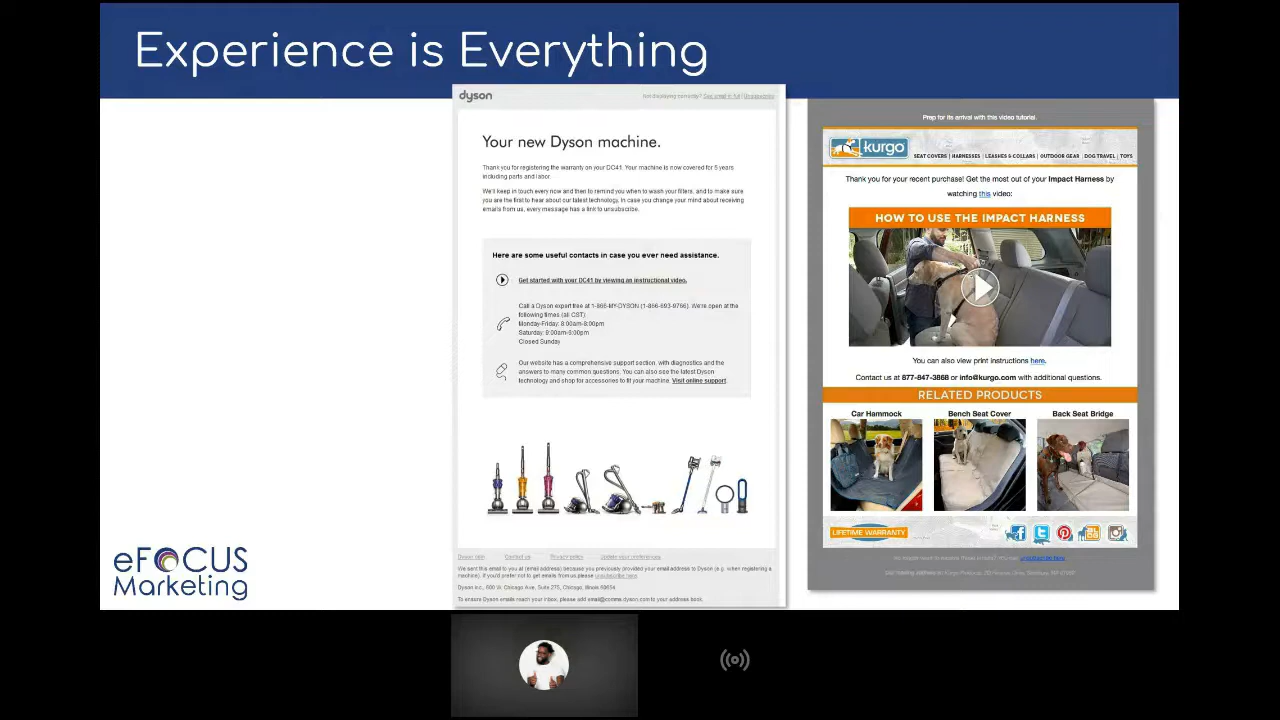 Experience is Everything
dyson
Not displaying correctly? See email in full | Unsubscribe
Your new Dyson machine.
Thank you for registering the warranty on your DC41. Your machine is now covered for 5 years
including parts and labor.
We'll keep in touch every now and then to remind you when to wash your filters, and to make sure
you are the first to hear about our latest technology. In case you change your mind about receiving
emails from us, every message has a link to unsubscribe.
Here are some useful contacts in case you ever need assistance.
Get started with your DC41 by viewing an instructional video.
Call a Dyson expert free at 1-866-MY-DYSON (1-866-693-9766). We're open at the
following times (all CST)
Monday-Friday: 8:00am-8:00pm
Saturday: 9:00am-6:00pm
Closed Sunday
Our website has a comprehensive support section, with diagnostics and the
answers to many common questions. You can also see the latest Dyson
technology and shop for accessories to fit your machine. Visit online support.
Contact us
Privacy policy
Update your preferences
We sent this email to you at (email address) because you previously provided your email address to Dyson (e.g. when registering a
machine). If you'd prefer not to get emails from us please unsubscribe here.
Dyson Inc., 600 W. Chicago Ave, Suite 275, Chicago, Illinois 60654
To ensure Dyson emails reach your inbox, please add email@comms.dyson.com to your address book.
Prep for its arrival with this video tutorial.
kurgo
SEAT COVERS | HARNESSES | LEASHES & COLLARS | OUTDOOR GEAR | DOG TRAVEL | TOYS
Thank you for your recent purchase! Get the most out of your Impact Harness by
watching this video:
HOW TO USE THE IMPACT HARNESS
You can also view print instructions here.
Contact us at 877-847-3868 or info@kurgo.com with additional questions.
RELATED PRODUCTS
Car Hammock
Bench Seat Cover
Back Seat Bridge
LIFETIME WARRANTY
eFOCUS
Marketing